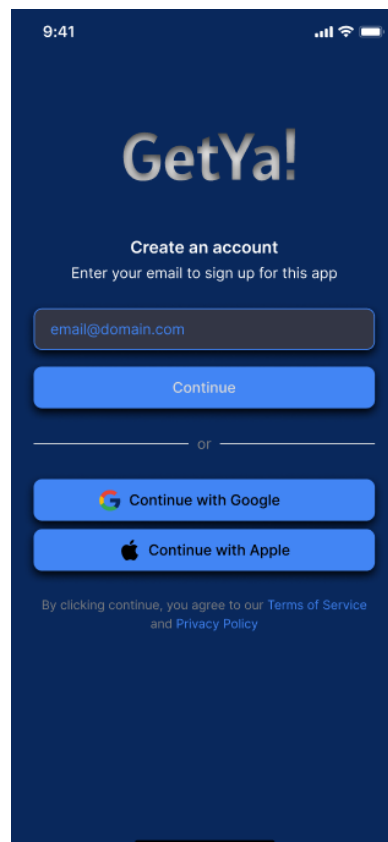 9:41
GetYa!
Create an account
Enter your email to sign up for this app
email@domain.com
Continue
or
Continue with Google
Continue with Apple
By clicking continue, you agree to our Terms of Service
and Privacy Policy